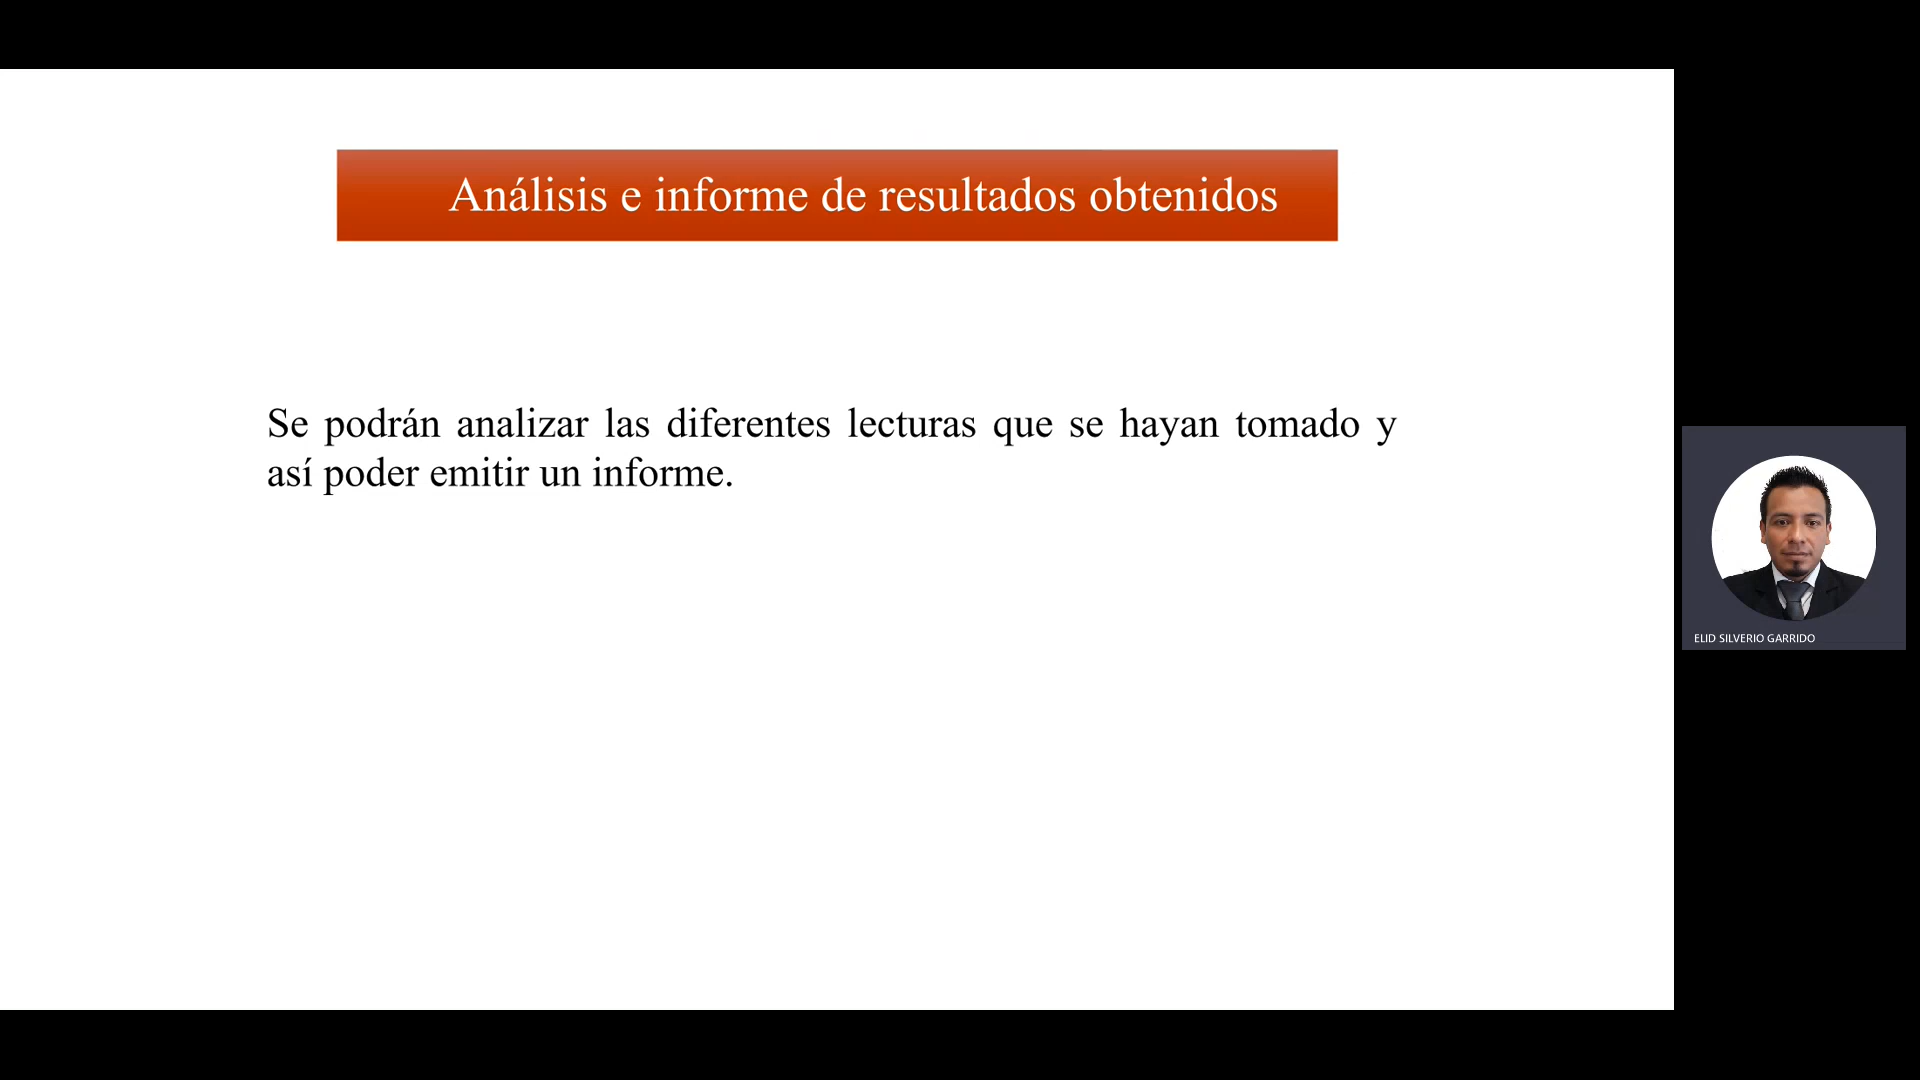 Análisis e informe de resultados obtenidos
Se podrán analizar las diferentes lecturas que se hayan tomado y
así poder emitir un informe.
ELID SILVERIO GARRIDO